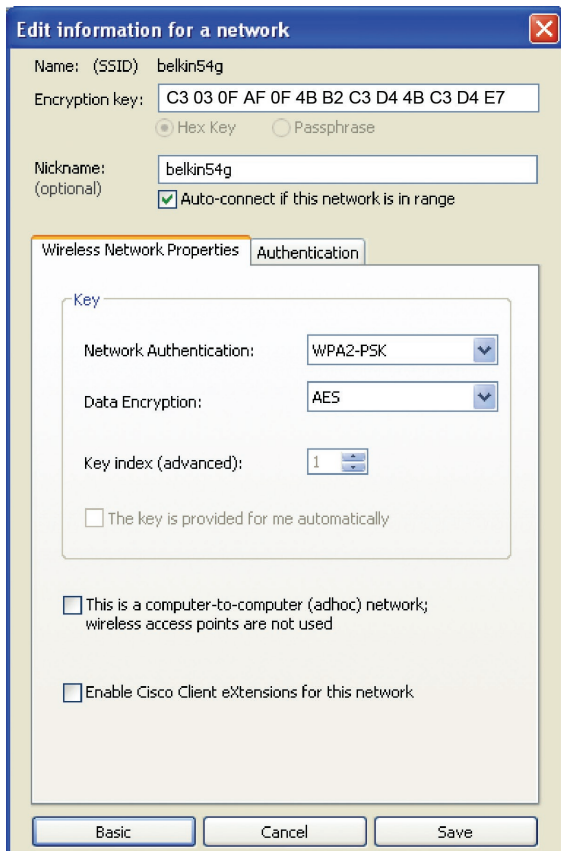 Edit information for a network
Name: (SSID) belkin54g
Encryption key: C3 03 0F AF 0F 4B B2 C3 D4 4B C3 D4 E7
Hex Key Passphrase
Nickname: belkin54g
(optional)
Auto-connect if this network is in range
Wireless Network Properties Authentication
Key
Network Authentication: WPA2-PSK
Data Encryption: AES
Key index (advanced): 1
The key is provided for me automatically
This is a computer-to-computer (adhoc) network;
wireless access points are not used
Enable Cisco Client eXtensions for this network
Basic Cancel Save